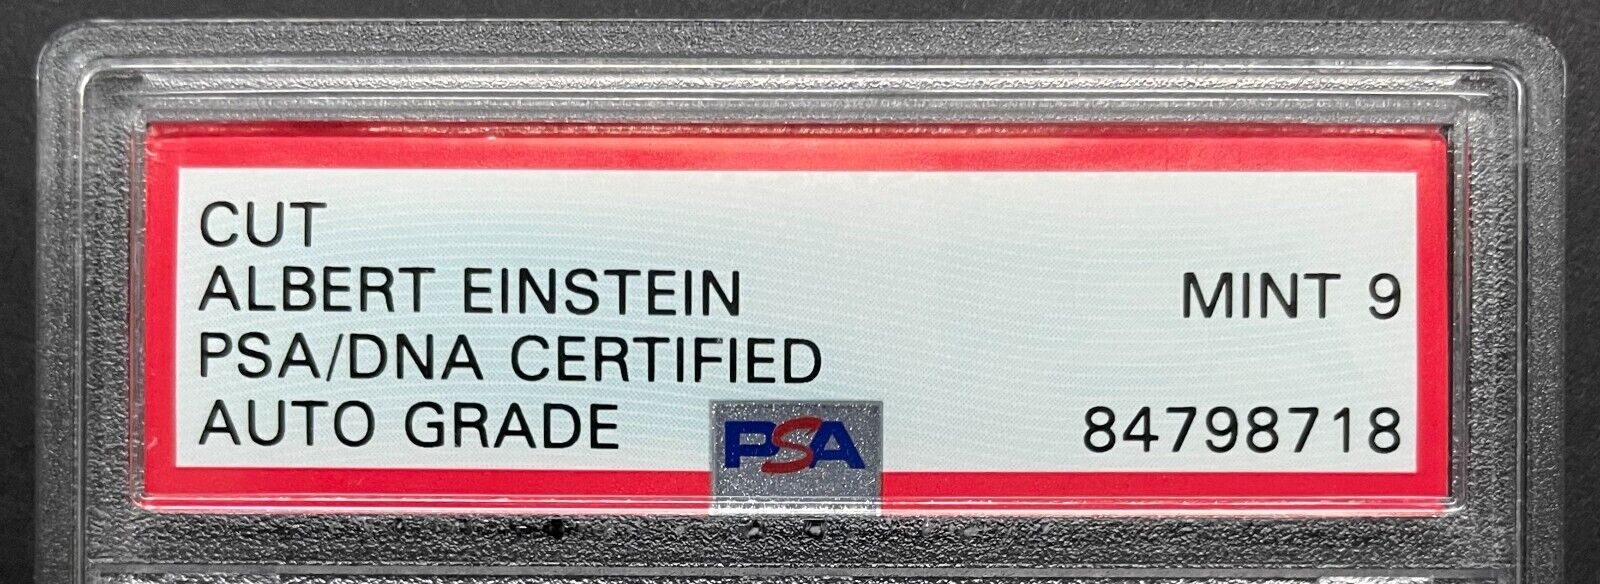 CUT
ALBERT EINSTEIN MINT 9
PSA/DNA CERTIFIED
AUTO GRADE 84798718
PSA